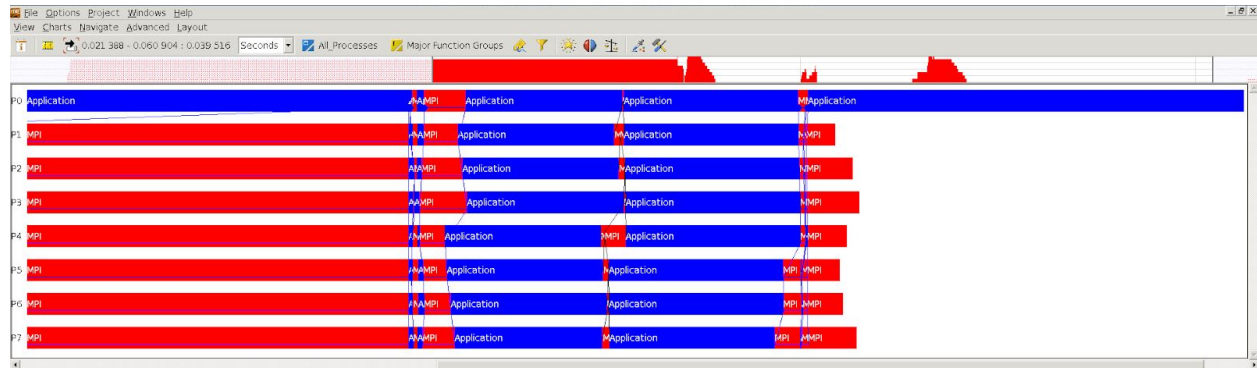 File Options Project Windows Help
View Charts Navigate Advanced Layout
0.021 388 - 0.060 904 : 0.039 516 Seconds All_Processes Major Function Groups
P0 Application MPI Application Application Application
P1 MPI MPI Application Application MPI
P2 MPI MPI Application Application MPI
P3 MPI MPI Application Application MPI
P4 MPI MPI Application MPI Application MPI
P5 MPI MPI Application Application MPI MPI
P6 MPI MPI Application Application MPI MPI
P7 MPI MPI Application Application MPI MPI